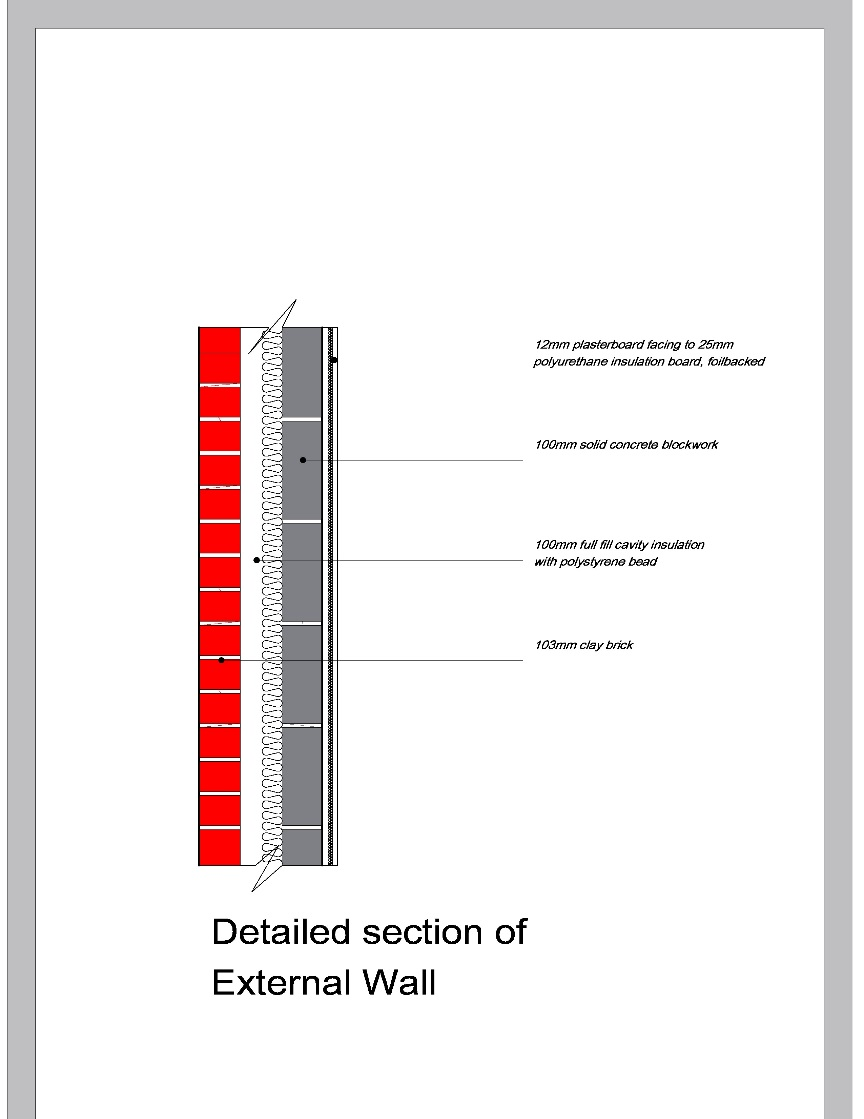 12mm plasterboard facing to 25mm
polyurethane insulation board, foilbacked
100mm solid concrete blockwork
100mm full fill cavity insulation
with polystyrene bead
103mm clay brick
Detailed section of
External Wall